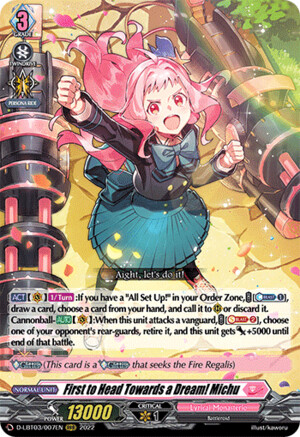 3
GRADE
TWIN DRIVE
PERSONA RIDE
Aight, let's do it!
ACT 1/Turn :If you have a "All Set Up!" in your Order Zone,
draw a card, choose a card from your hand, and call it to or discard it.
Cannonball-AUTO :When this unit attacks a vanguard, choose
one of your opponent's rear-guards, retire it, and this unit gets +5000 until
end of that battle.
(This card is a that seeks the Fire Regalis)
NORMAL UNIT
First to Head Towards a Dream! Michu
POWER 13000
CRITICAL
1
Lyrical Monasterio
D-LBT03/007EN RRR 2022
illust/kaworu